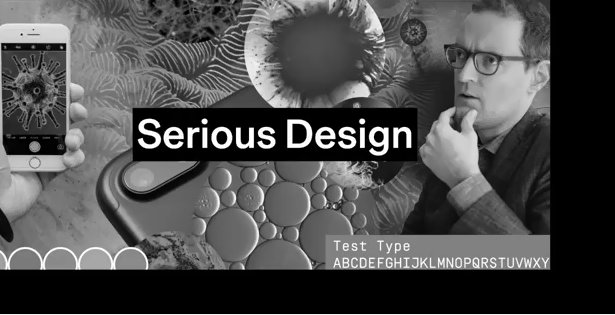 Serious Design
Test Type
ABCDEFGHIJKLMNOPQRSTUVWXY